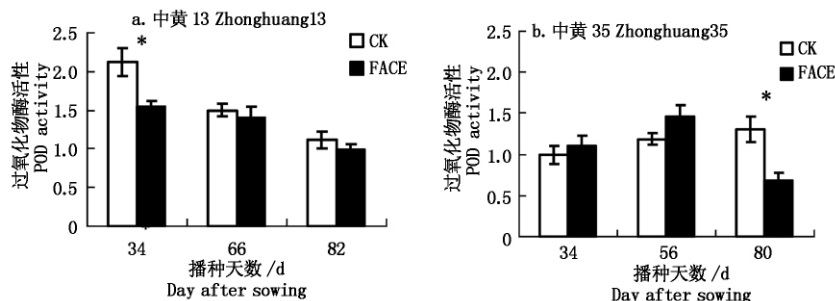 a. 中黄 13 Zhonghuang13
过氧化物酶活性
POD activity
2.5
2.0
1.5
1.0
0.5
0
*
CK
FACE
34 66 82
播种天数 /d
Day after sowing
b. 中黄 35 Zhonghuang35
过氧化物酶活性
POD activity
2.5
2.0
1.5
1.0
0.5
0
CK
FACE
*
34 56 80
播种天数 /d
Day after sowing